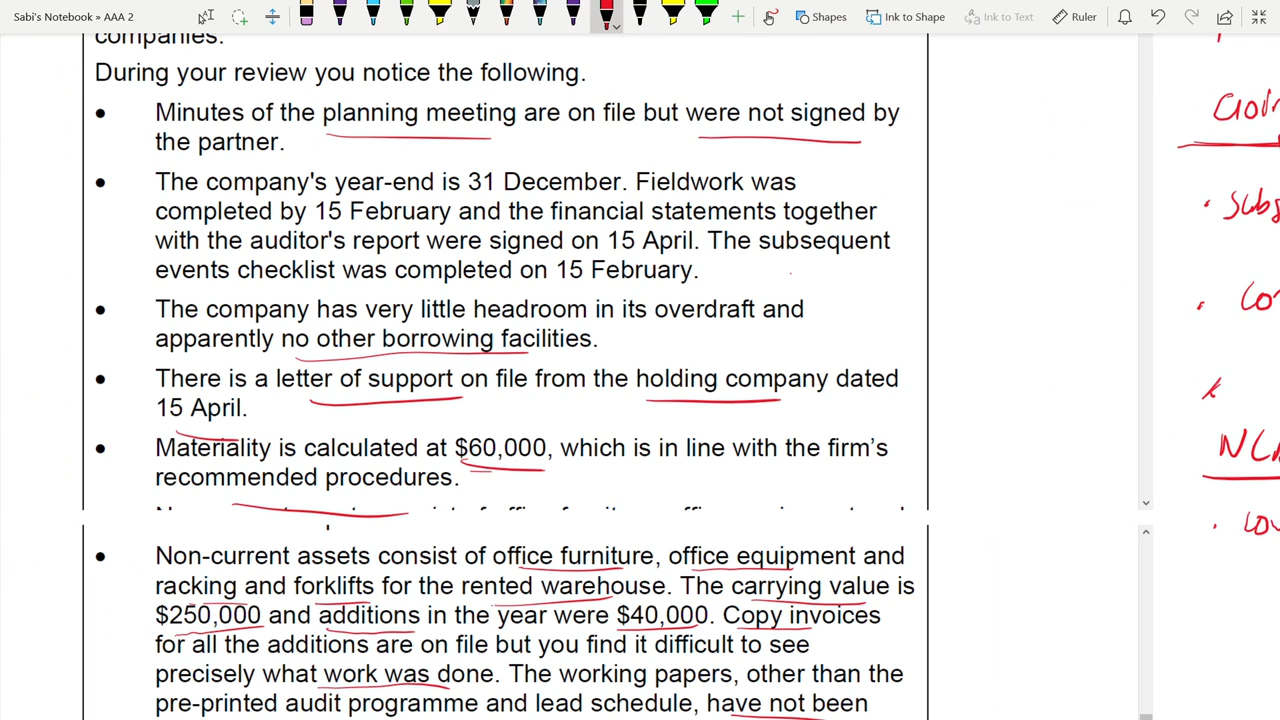 Sabi's Notebook » AAA 2
Shapes
Ink to Shape
Ink to Text
Ruler
companies.
During your review you notice the following.
• Minutes of the planning meeting are on file but were not signed by
the partner.
• The company's year-end is 31 December. Fieldwork was
completed by 15 February and the financial statements together
with the auditor's report were signed on 15 April. The subsequent
events checklist was completed on 15 February.
• The company has very little headroom in its overdraft and
apparently no other borrowing facilities.
• There is a letter of support on file from the holding company dated
15 April.
• Materiality is calculated at $60,000, which is in line with the firm’s
recommended procedures.
• Non-current assets consist of office furniture, office equipment and
racking and forklifts for the rented warehouse. The carrying value is
$250,000 and additions in the year were $40,000. Copy invoices
for all the additions are on file but you find it difficult to see
precisely what work was done. The working papers, other than the
pre-printed audit programme and lead schedule, have not been